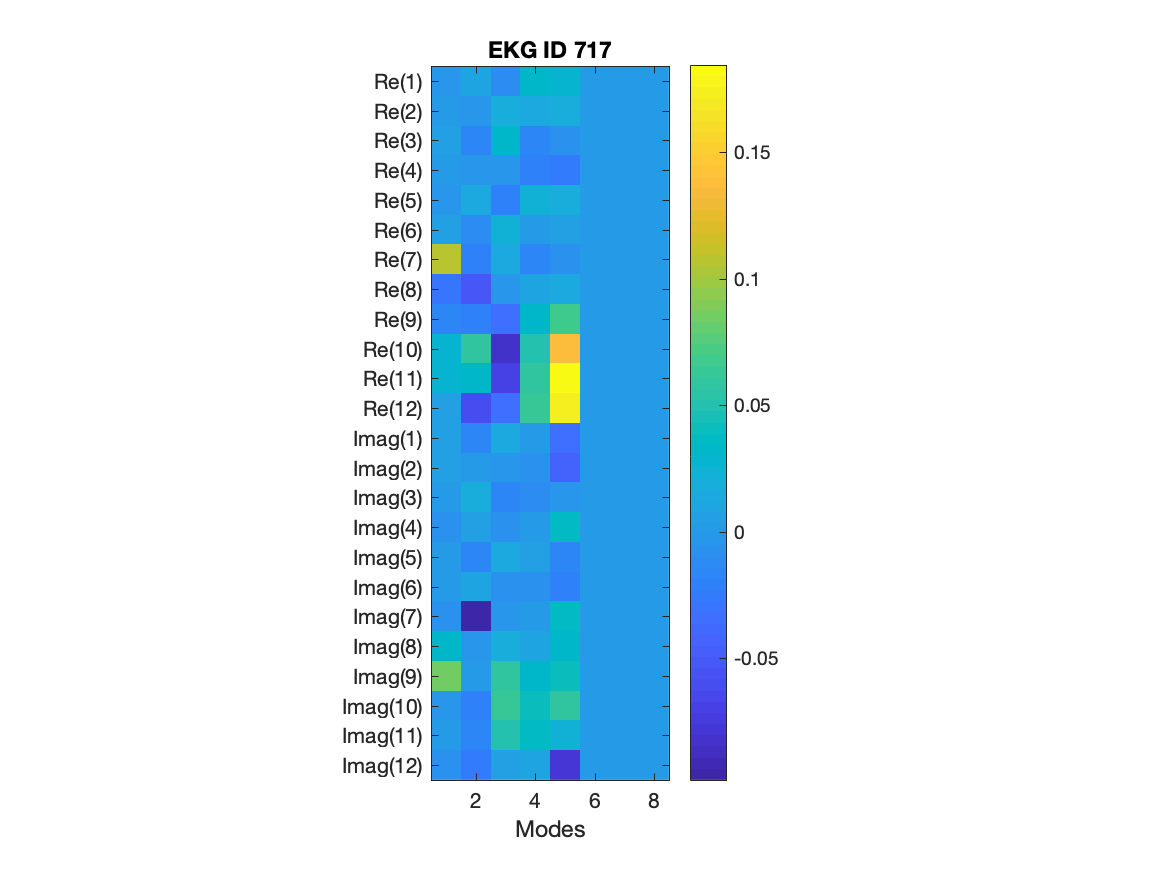 EKG ID 717
Re(1)
Re(2)
Re(3)
Re(4)
Re(5)
Re(6)
Re(7)
Re(8)
Re(9)
Re(10)
Re(11)
Re(12)
Imag(1)
Imag(2)
Imag(3)
Imag(4)
Imag(5)
Imag(6)
Imag(7)
Imag(8)
Imag(9)
Imag(10)
Imag(11)
Imag(12)
2 4 6 8
Modes
0.15
0.1
0.05
0
-0.05